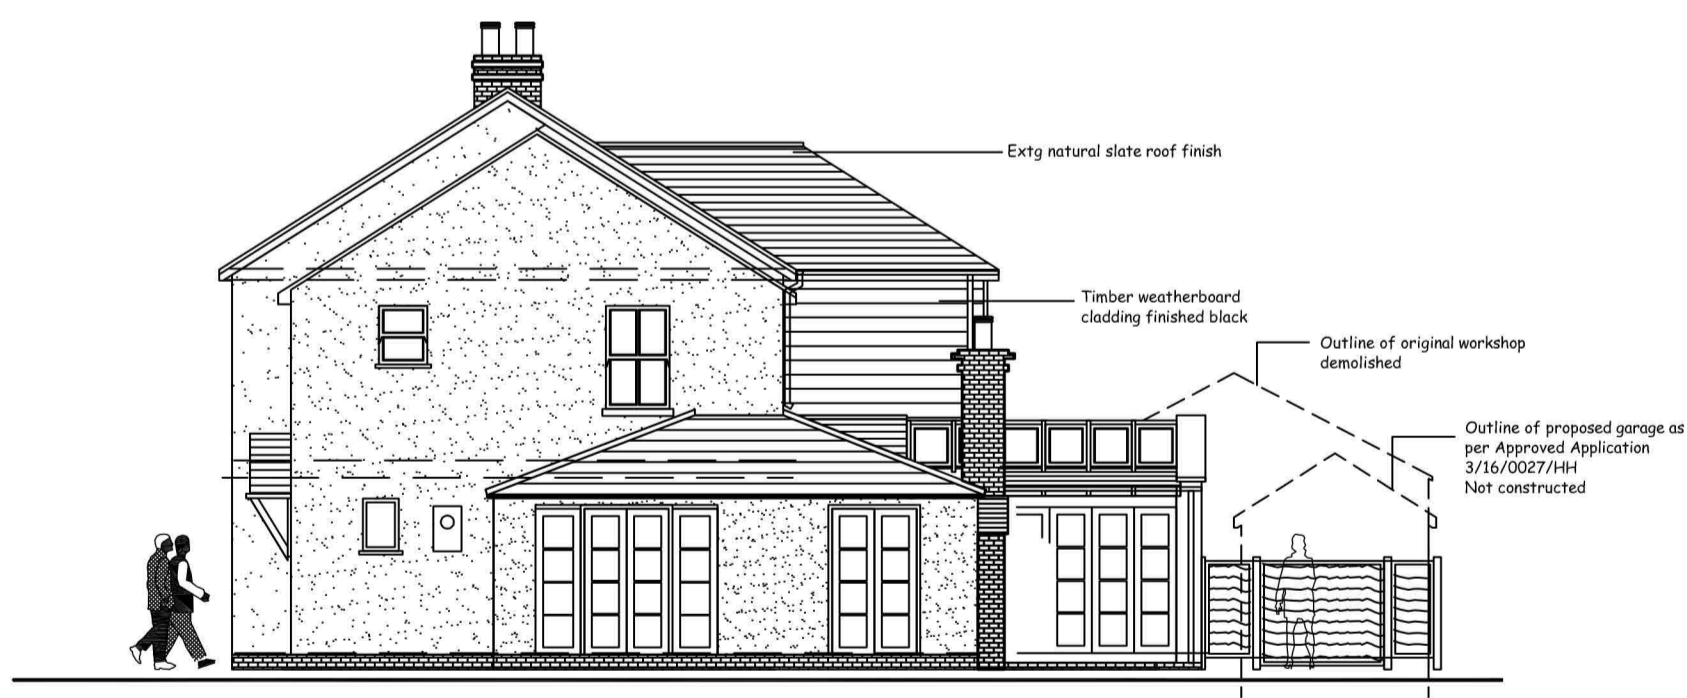 Extg natural slate roof finish
Timber weatherboard
cladding finished black
Outline of original workshop
demolished
Outline of proposed garage as
per Approved Application
3/16/0027/HH
Not constructed